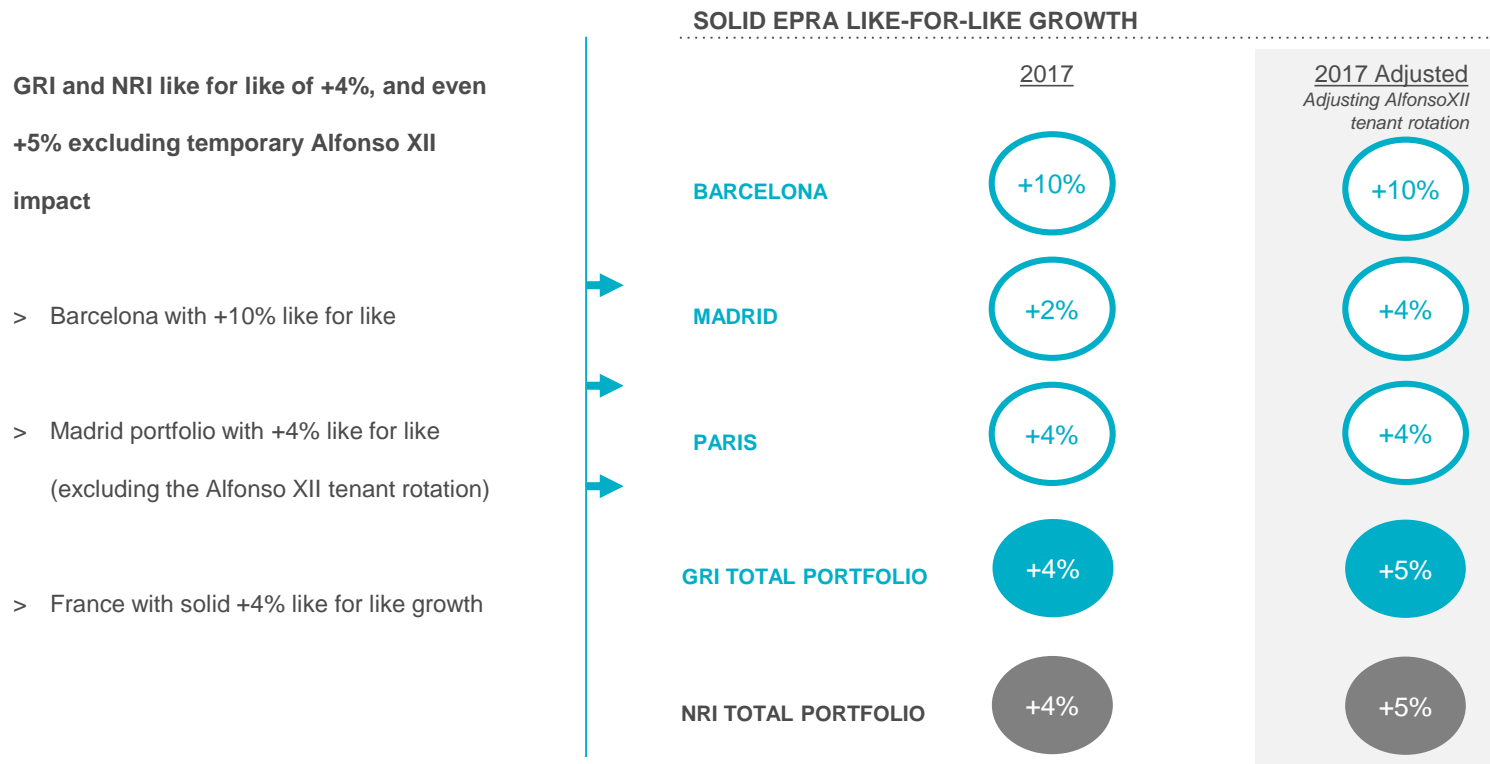 SOLID EPRA LIKE-FOR-LIKE GROWTH
GRI and NRI like for like of +4%, and even
+5% excluding temporary Alfonso XII
impact
> Barcelona with +10% like for like
> Madrid portfolio with +4% like for like
(excluding the Alfonso XII tenant rotation)
> France with solid +4% like for like growth
2017
2017 Adjusted
Adjusting AlfonsoXII
tenant rotation
BARCELONA +10% +10%
MADRID +2% +4%
PARIS +4% +4%
GRI TOTAL PORTFOLIO +4% +5%
NRI TOTAL PORTFOLIO +4% +5%